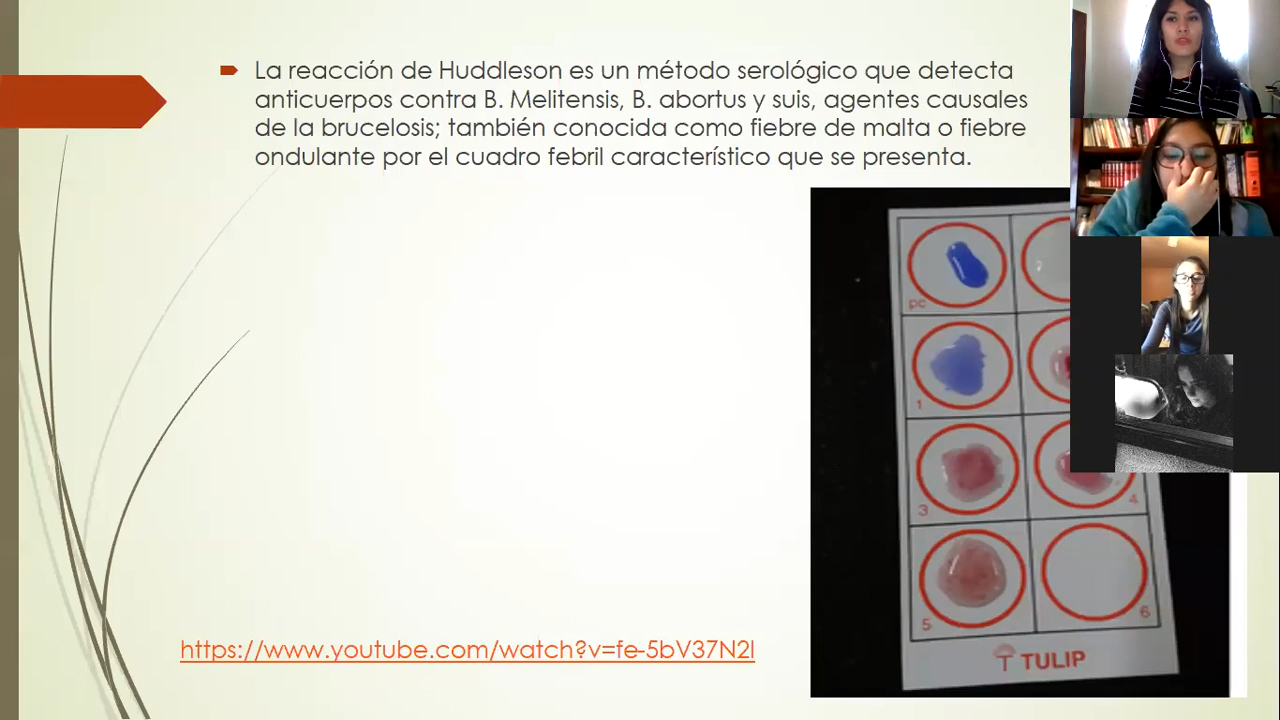 La reacción de Huddleson es un método serológico que detecta
anticuerpos contra B. Melitensis, B. abortus y suis, agentes causales
de la brucelosis; también conocida como fiebre de malta o fiebre
ondulante por el cuadro febril característico que se presenta.
pc
1
3
4
5
6
TULIP
https://www.youtube.com/watch?v=fe-5bV37N2I